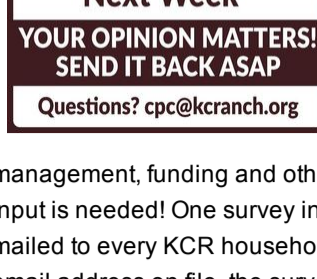 Next Week
YOUR OPINION MATTERS!
SEND IT BACK ASAP
Questions? cpc@kcranch.org
management, funding and oth
nput is needed! One survey in
mailed to every KCR househo
email address on file, the surv